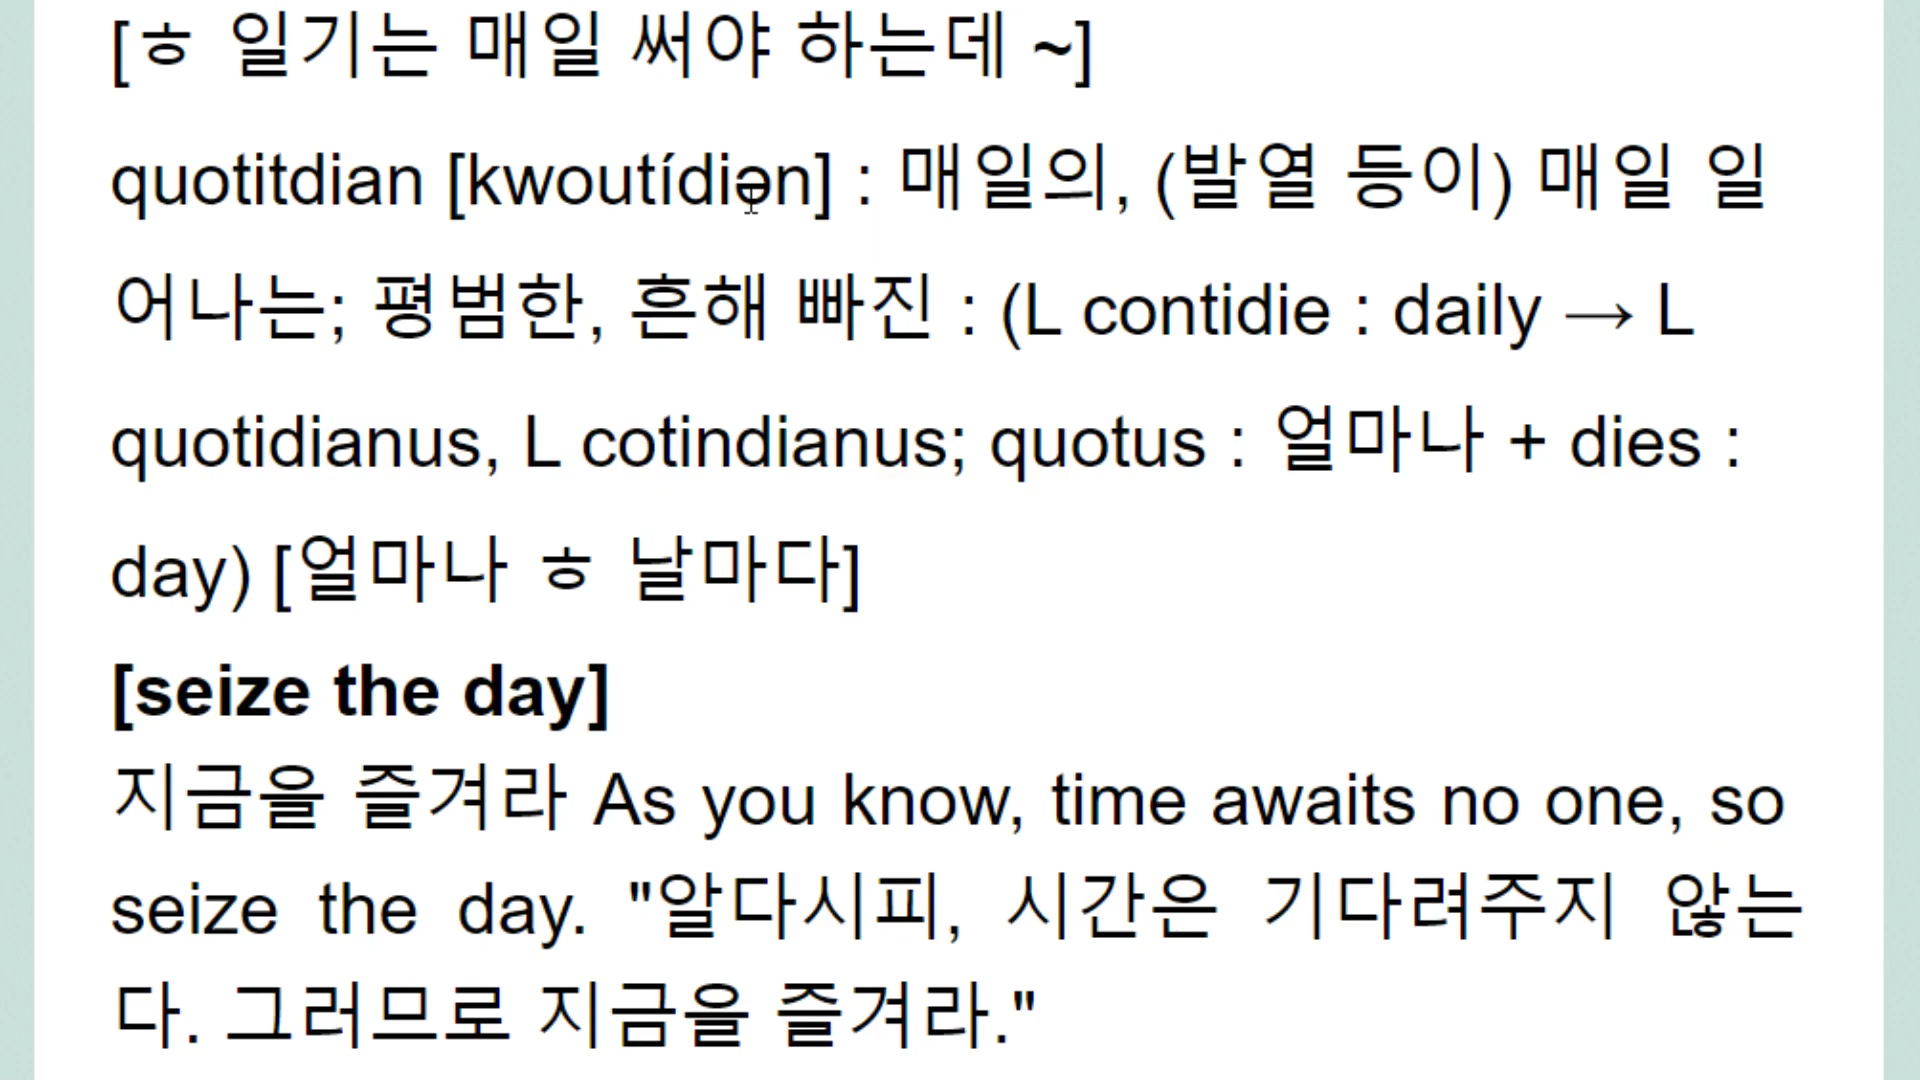 [ㅎ 일기는 매일 써야 하는데 ~]
quotitdian [kwoutídiən] : 매일의, (발열 등이) 매일 일
어나는; 평범한, 흔해 빠진 : (L contidie : daily → L
quotidianus, L cotindianus; quotus : 얼마나 + dies :
day) [얼마나 ㅎ 날마다]
[seize the day]
지금을 즐겨라 As you know, time awaits no one, so
seize the day. "알다시피, 시간은 기다려주지 않는
다. 그러므로 지금을 즐겨라."